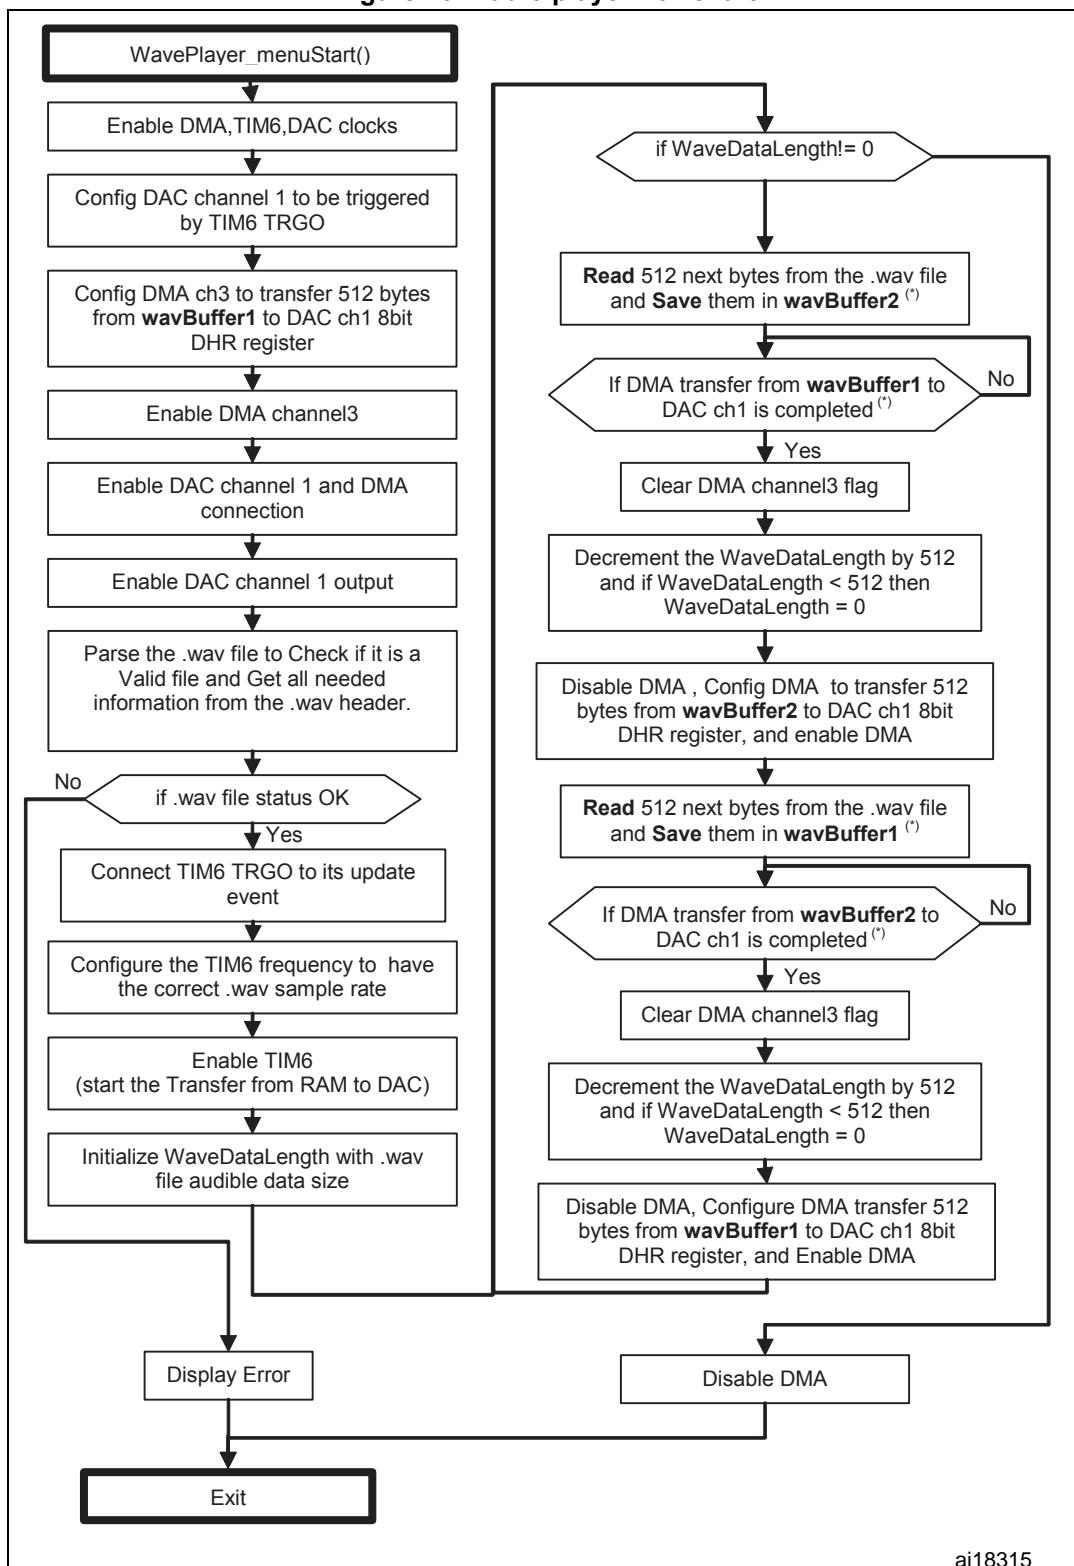 WavePlayer_menuStart()
Enable DMA,TIM6,DAC clocks
Config DAC channel 1 to be triggered
by TIM6 TRGO
Config DMA ch3 to transfer 512 bytes
from wavBuffer1 to DAC ch1 8bit
DHR register
Enable DMA channel3
Enable DAC channel 1 and DMA
connection
Enable DAC channel 1 output
Parse the .wav file to Check if it is a
Valid file and Get all needed
information from the .wav header.
No
if .wav file status OK
Yes
Connect TIM6 TRGO to its update
event
Configure the TIM6 frequency to have
the correct .wav sample rate
Enable TIM6
(start the Transfer from RAM to DAC)
Initialize WaveDataLength with .wav
file audible data size
if WaveDataLength!= 0
Read 512 next bytes from the .wav file
and Save them in wavBuffer2 (*)
If DMA transfer from wavBuffer1 to
DAC ch1 is completed (*)
No
Yes
Clear DMA channel3 flag
Decrement the WaveDataLength by 512
and if WaveDataLength < 512 then
WaveDataLength = 0
Disable DMA , Config DMA to transfer 512
bytes from wavBuffer2 to DAC ch1 8bit
DHR register, and enable DMA
Read 512 next bytes from the .wav file
and Save them in wavBuffer1 (*)
If DMA transfer from wavBuffer2 to
DAC ch1 is completed (*)
No
Yes
Clear DMA channel3 flag
Decrement the WaveDataLength by 512
and if WaveDataLength < 512 then
WaveDataLength = 0
Disable DMA, Configure DMA transfer 512
bytes from wavBuffer1 to DAC ch1 8bit
DHR register, and Enable DMA
Display Error
Disable DMA
Exit
ai18315